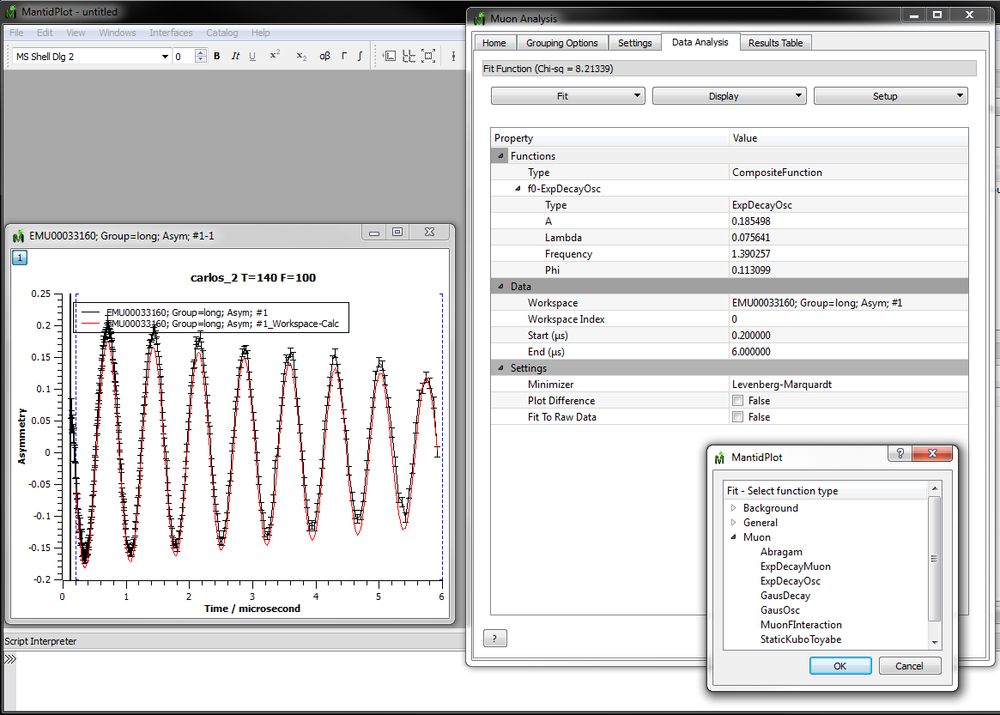 MantidPlot - untitled
File Edit View Windows Interfaces Catalog Help
MS Shell Dlg 2 0 B It U x² x₂ αβ Γ ∫
EMU00033160; Group=long; Asym; #1-1
1
carlos_2 T=140 F=100
EMU00033160; Group=long; Asym; #1
EMU00033160; Group=long; Asym; #1_Workspace-Calc
0.25
0.2
0.15
0.1
0.05
0
-0.05
-0.1
-0.15
-0.2
Asymmetry
0 1 2 3 4 5 6
Time / microsecond
Script Interpreter
>>>
Muon Analysis
Home Grouping Options Settings Data Analysis Results Table
Fit Function (Chi-sq = 8.21339)
Fit Display Setup
Property Value
Functions
Type CompositeFunction
f0-ExpDecayOsc
Type ExpDecayOsc
A 0.185498
Lambda 0.075641
Frequency 1.390257
Phi 0.113099
Data
Workspace EMU00033160; Group=long; Asym; #1
Workspace Index 0
Start (µs) 0.200000
End (µs) 6.000000
Settings
Minimizer Levenberg-Marquardt
Plot Difference False
Fit To Raw Data False
?
MantidPlot
?
Fit - Select function type
Background
General
Muon
Abragam
ExpDecayMuon
ExpDecayOsc
GausDecay
GausOsc
MuonFInteraction
StaticKuboToyabe
OK Cancel